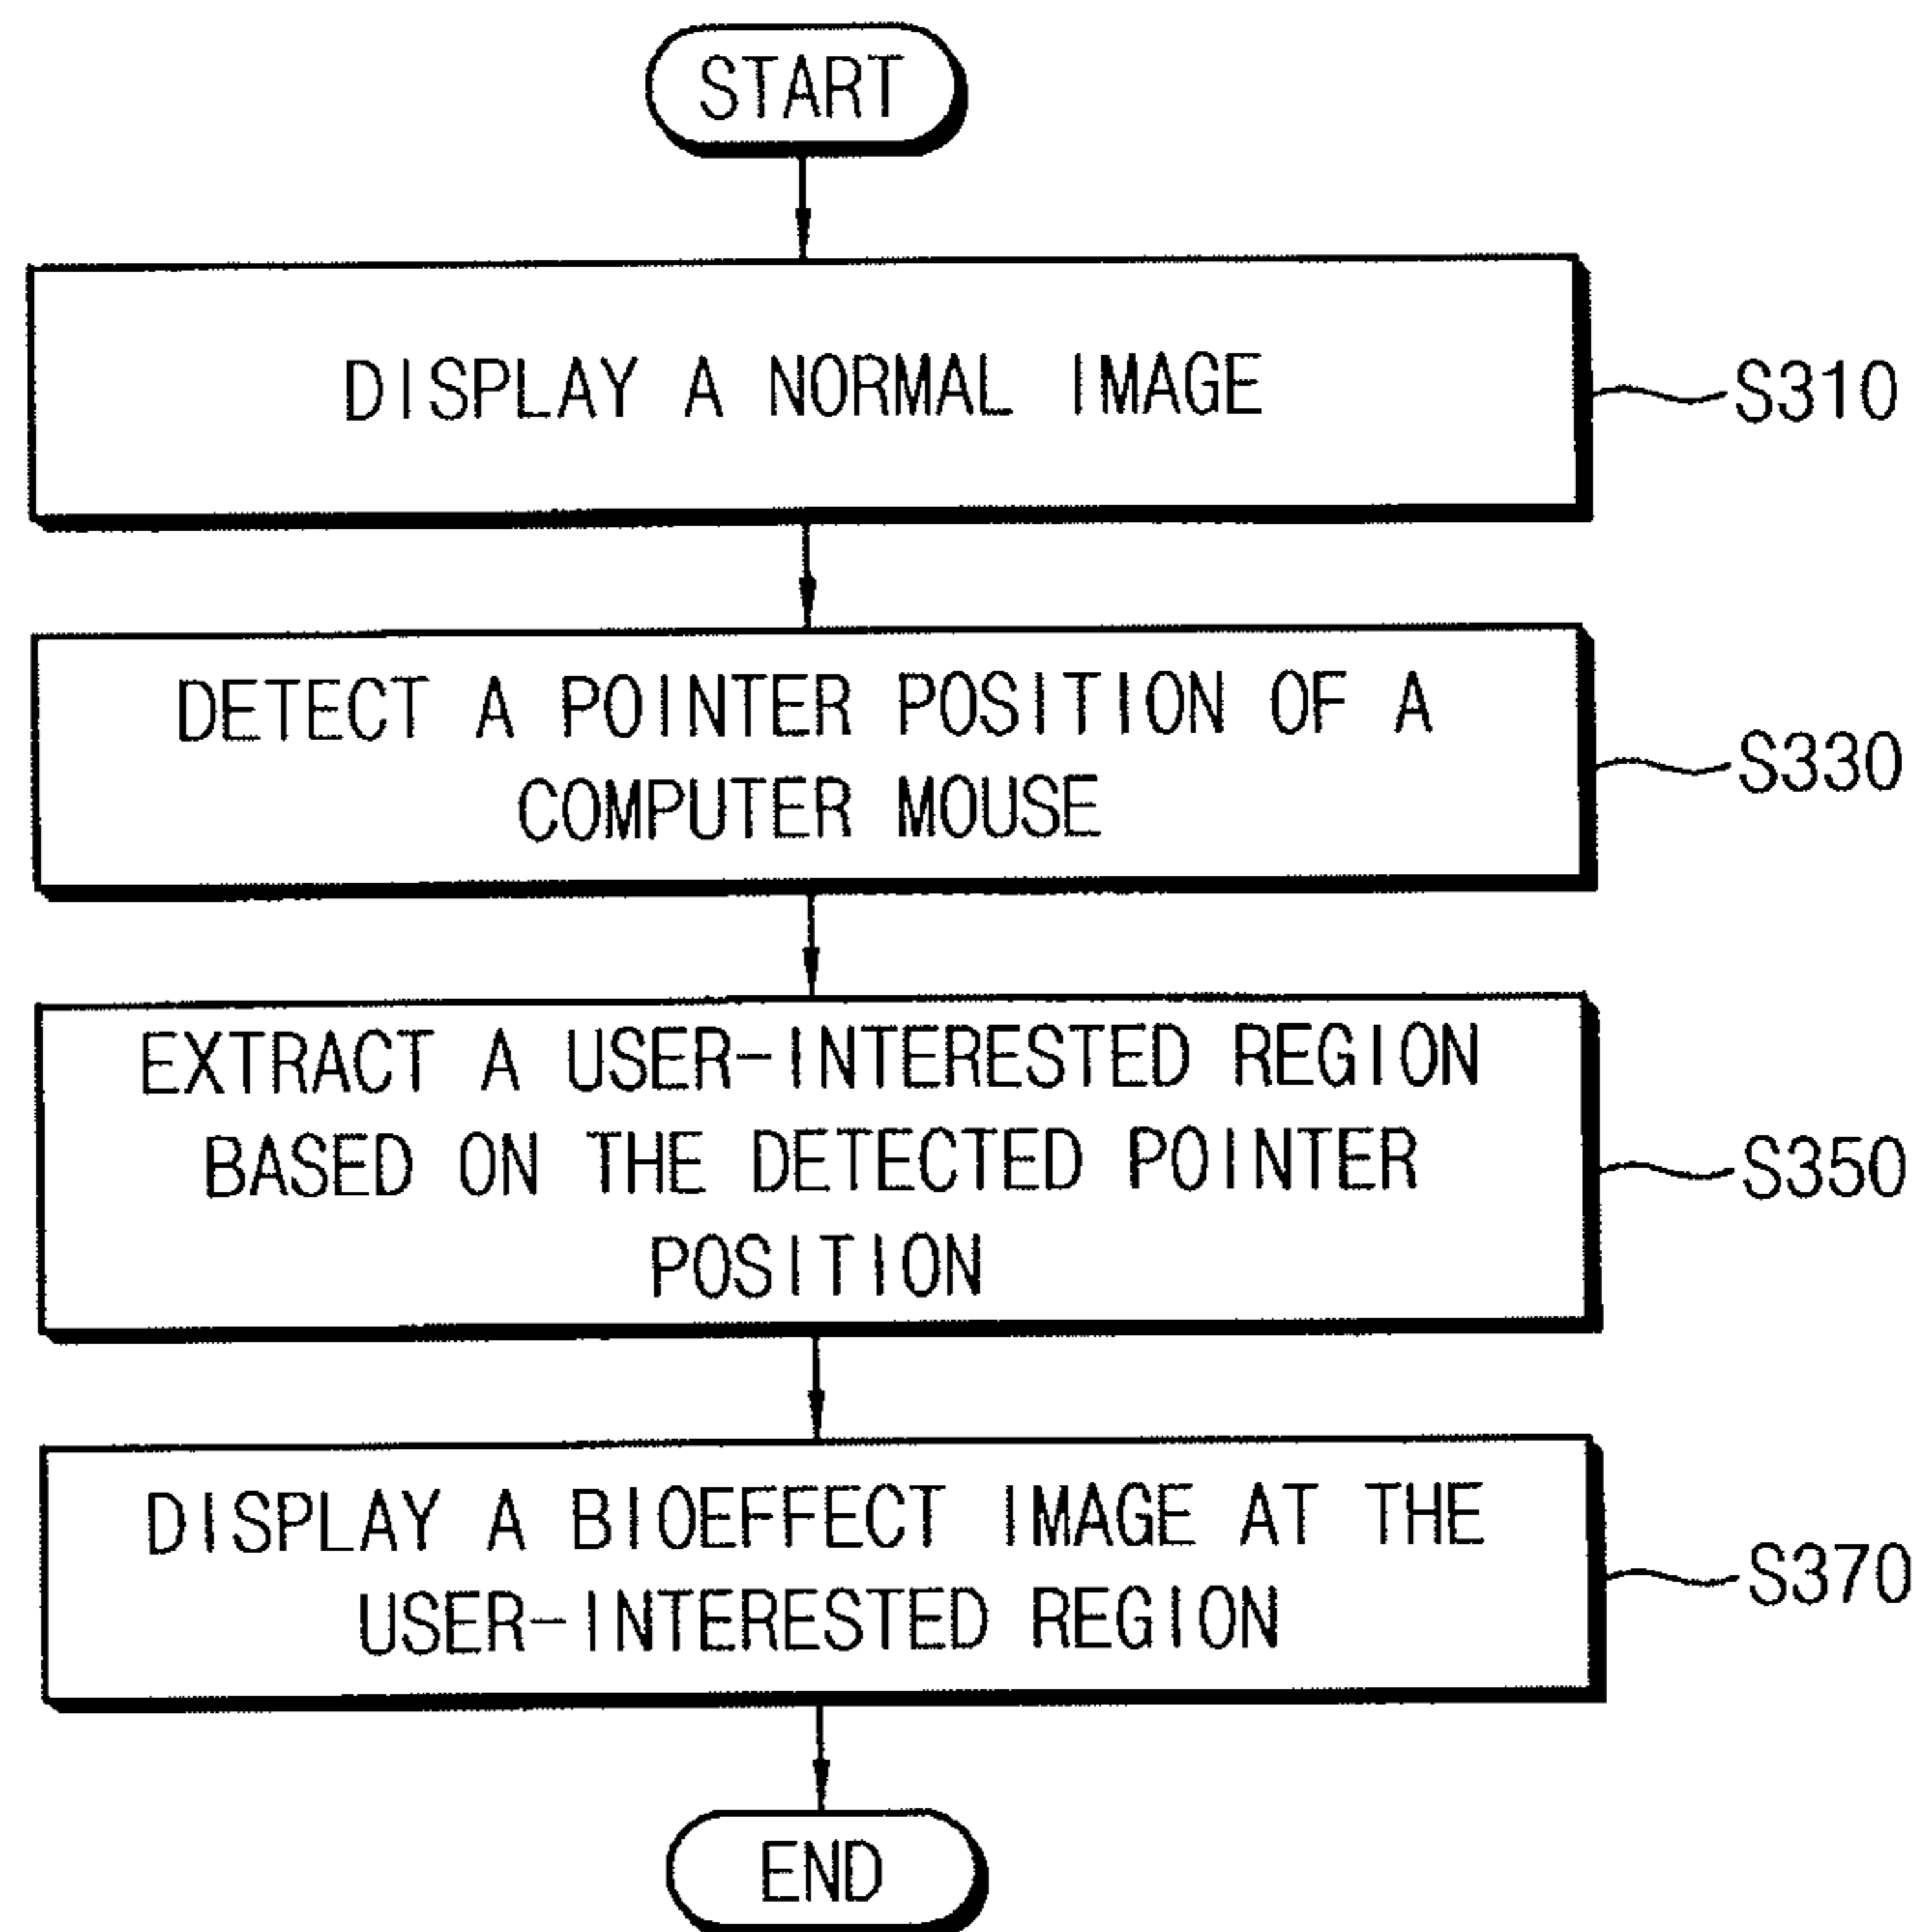 START
DISPLAY A NORMAL IMAGE
S310
DETECT A POINTER POSITION OF A
COMPUTER MOUSE
S330
EXTRACT A USER-INTERESTED REGION
BASED ON THE DETECTED POINTER
POSITION
S350
DISPLAY A BIOEFFECT IMAGE AT THE
USER-INTERESTED REGION
S370
END